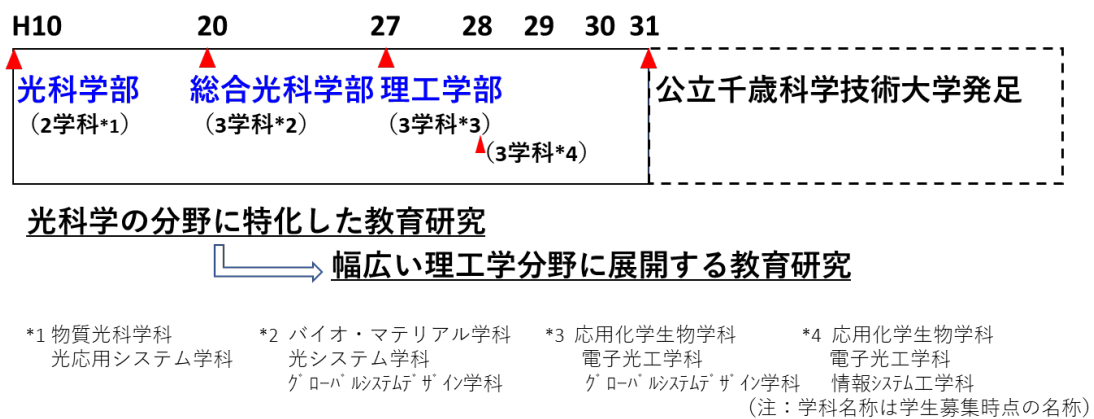 H10 20 27 28 29 30 31
光科学部 総合光科学部 理工学部 公立千歳科学技術大学発足
(2学科*1) (3学科*2) (3学科*3)
(3学科*4)
光科学の分野に特化した教育研究
幅広い理工学分野に展開する教育研究
*1 物質光科学科 *2 バイオ・マテリアル学科 *3 応用化学生物学科 *4 応用化学生物学科
光応用システム学科 光システム学科 電子光工学科 電子光工学科
グローバルシステムデザイン学科 グローバルシステムデザイン学科 情報システム工学科
(注:学科名称は学生募集時点の名称)